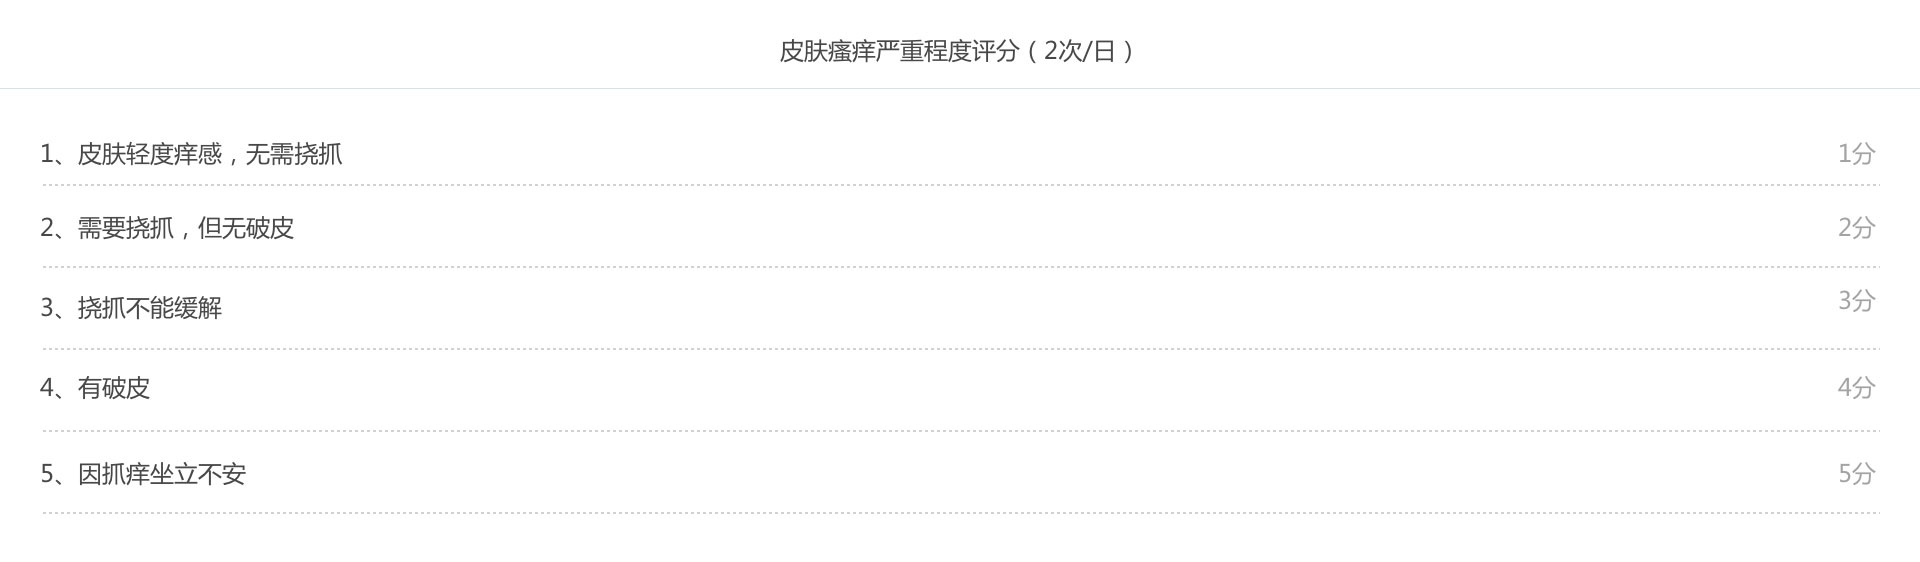 皮肤瘙痒严重程度评分（2次/日）
1、皮肤轻度痒感，无需挠抓 1分
2、需要挠抓，但无破皮 2分
3、挠抓不能缓解 3分
4、有破皮 4分
5、因抓痒坐立不安 5分